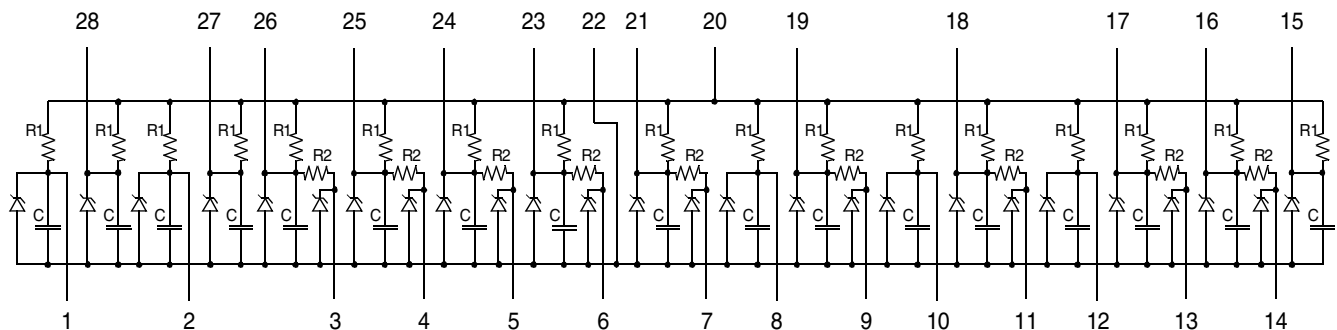 28 27 26 25 24 23 22 21 20 19 18 17 16 15
R1 R1 R1 R1 R1 R1 R1 R1 R1 R1 R1 R1 R1 R1 R1 R1 R1
R2 R2 R2 R2 R2 R2 R2 R2 R2
C C C C C C C C C C C C C C C C C
1 2 3 4 5 6 7 8 9 10 11 12 13 14